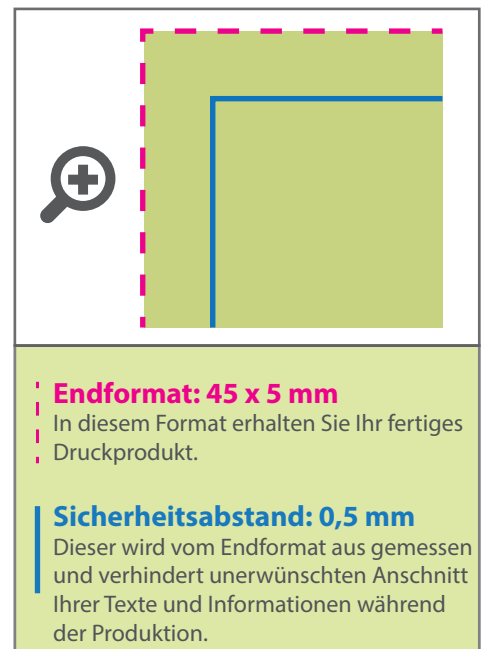 Endformat: 45 x 5 mm
In diesem Format erhalten Sie Ihr fertiges
Druckprodukt.
Sicherheitsabstand: 0,5 mm
Dieser wird vom Endformat aus gemessen
und verhindert unerwünschten Anschnitt
Ihrer Texte und Informationen während
der Produktion.